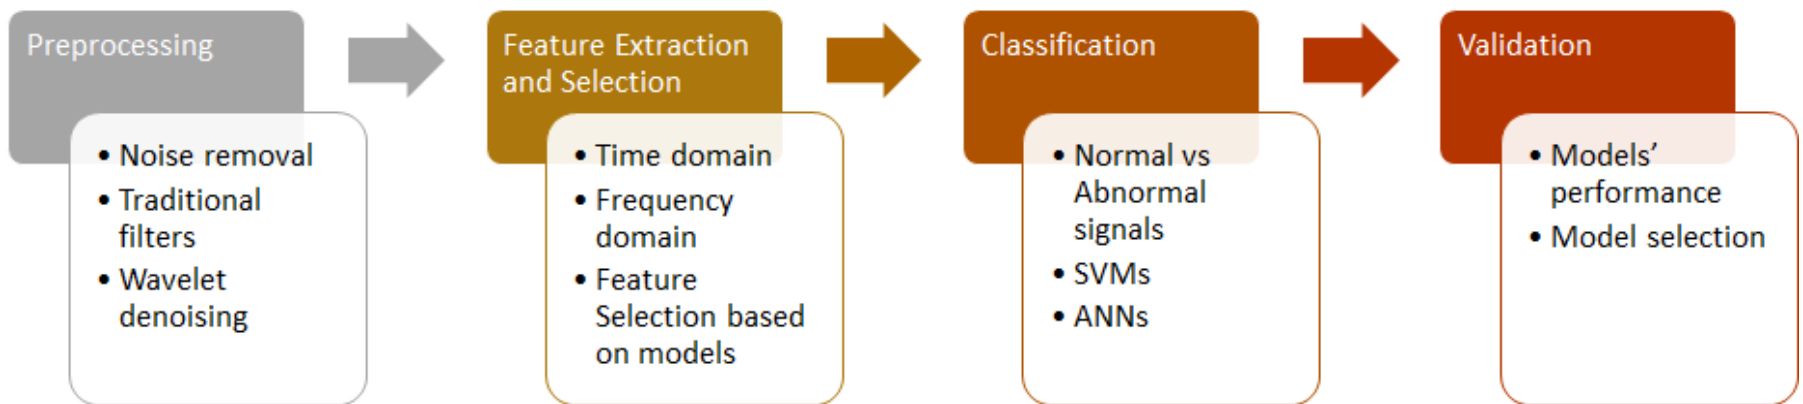 Preprocessing
• Noise removal
• Traditional
filters
• Wavelet
denoising
Feature Extraction
and Selection
• Time domain
• Frequency
domain
• Feature
Selection based
on models
Classification
• Normal vs
Abnormal
signals
• SVMs
• ANNs
Validation
• Models’
performance
• Model selection